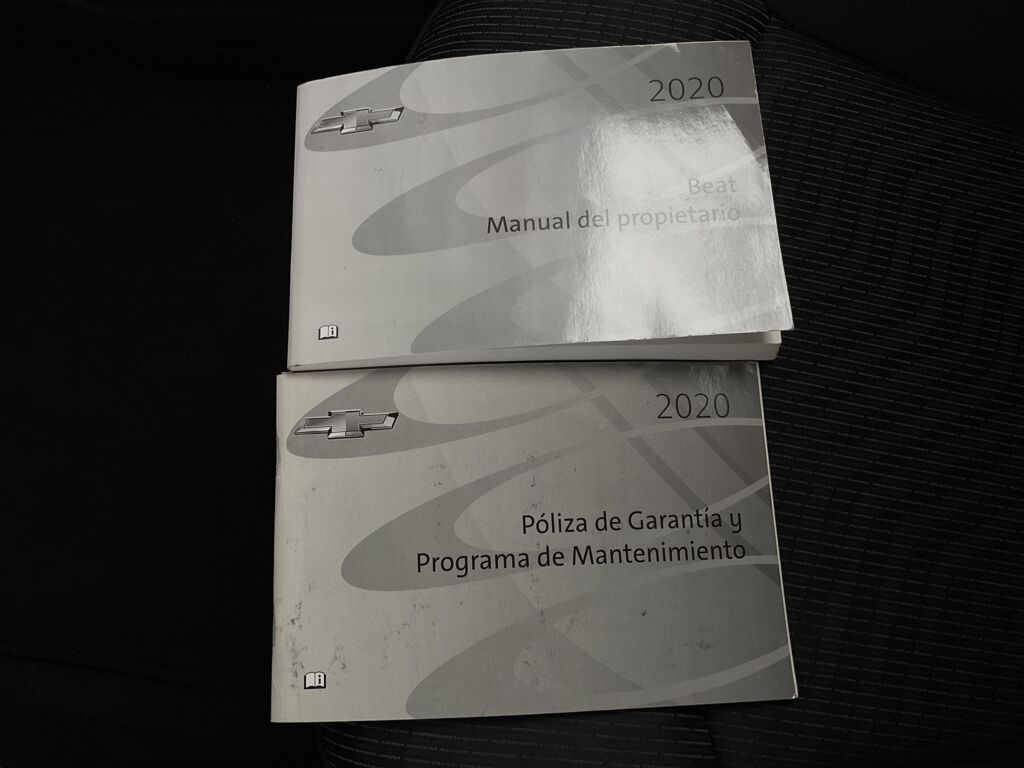 2020
Beat
Manual del propietario
2020
Póliza de Garantía y
Programa de Mantenimiento